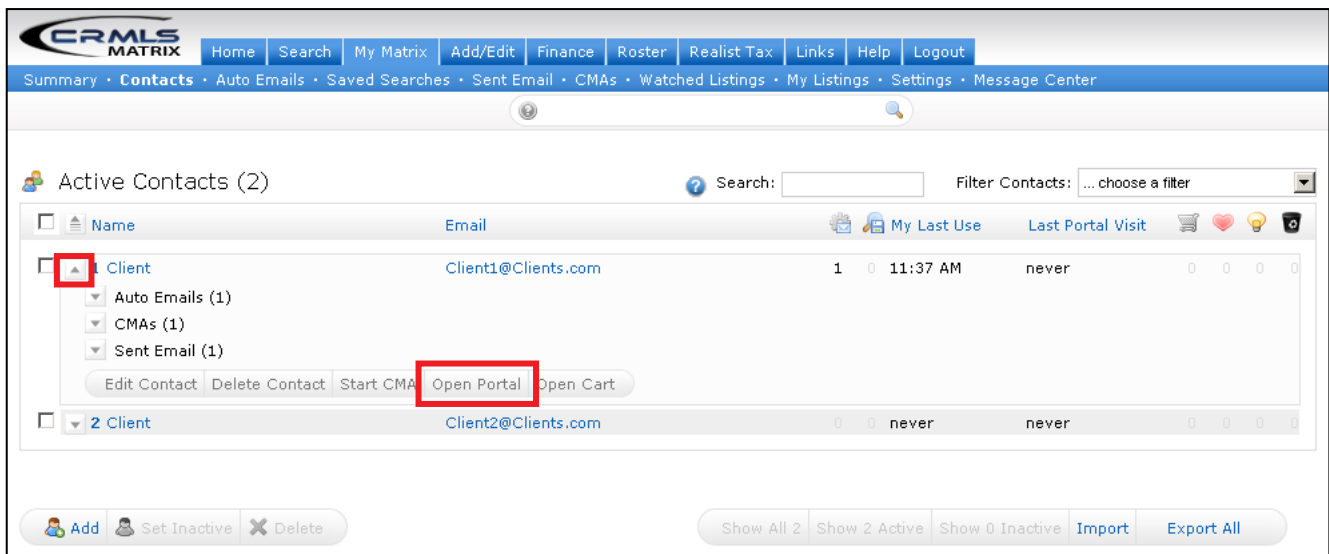 CRMLS
MATRIX
Home Search My Matrix Add/Edit Finance Roster Realist Tax Links Help Logout
Summary · Contacts · Auto Emails · Saved Searches · Sent Email · CMAs · Watched Listings · My Listings · Settings · Message Center
Active Contacts (2) Search: Filter Contacts: ... choose a filter
Name Email My Last Use Last Portal Visit
1 Client Client1@Clients.com 1 0 11:37 AM never 0 0 0 0
Auto Emails (1)
CMAs (1)
Sent Email (1)
Edit Contact Delete Contact Start CMA Open Portal Open Cart
2 Client Client2@Clients.com 0 0 never never 0 0 0 0
Add Set Inactive Delete Show All 2 Show 2 Active Show 0 Inactive Import Export All